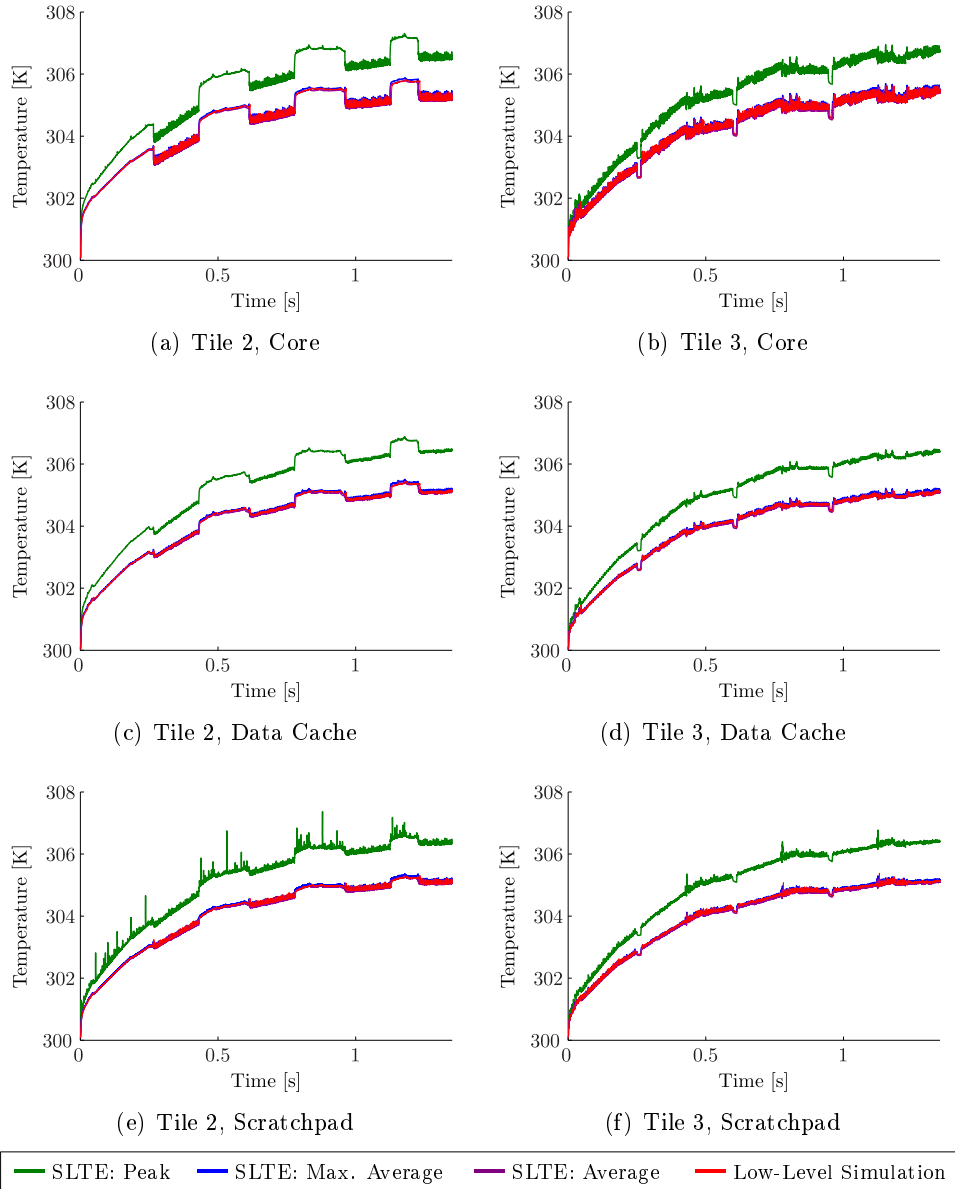 308
306
304
302
300
Temperature [K]
0
0.5
1
Time [s]
(a) Tile 2, Core
308
306
304
302
300
Temperature [K]
0
0.5
1
Time [s]
(b) Tile 3, Core
308
306
304
302
300
Temperature [K]
0
0.5
1
Time [s]
(c) Tile 2, Data Cache
308
306
304
302
300
Temperature [K]
0
0.5
1
Time [s]
(d) Tile 3, Data Cache
308
306
304
302
300
Temperature [K]
0
0.5
1
Time [s]
(e) Tile 2, Scratchpad
308
306
304
302
300
Temperature [K]
0
0.5
1
Time [s]
(f) Tile 3, Scratchpad
SLTE: Peak
SLTE: Max. Average
SLTE: Average
Low-Level Simulation